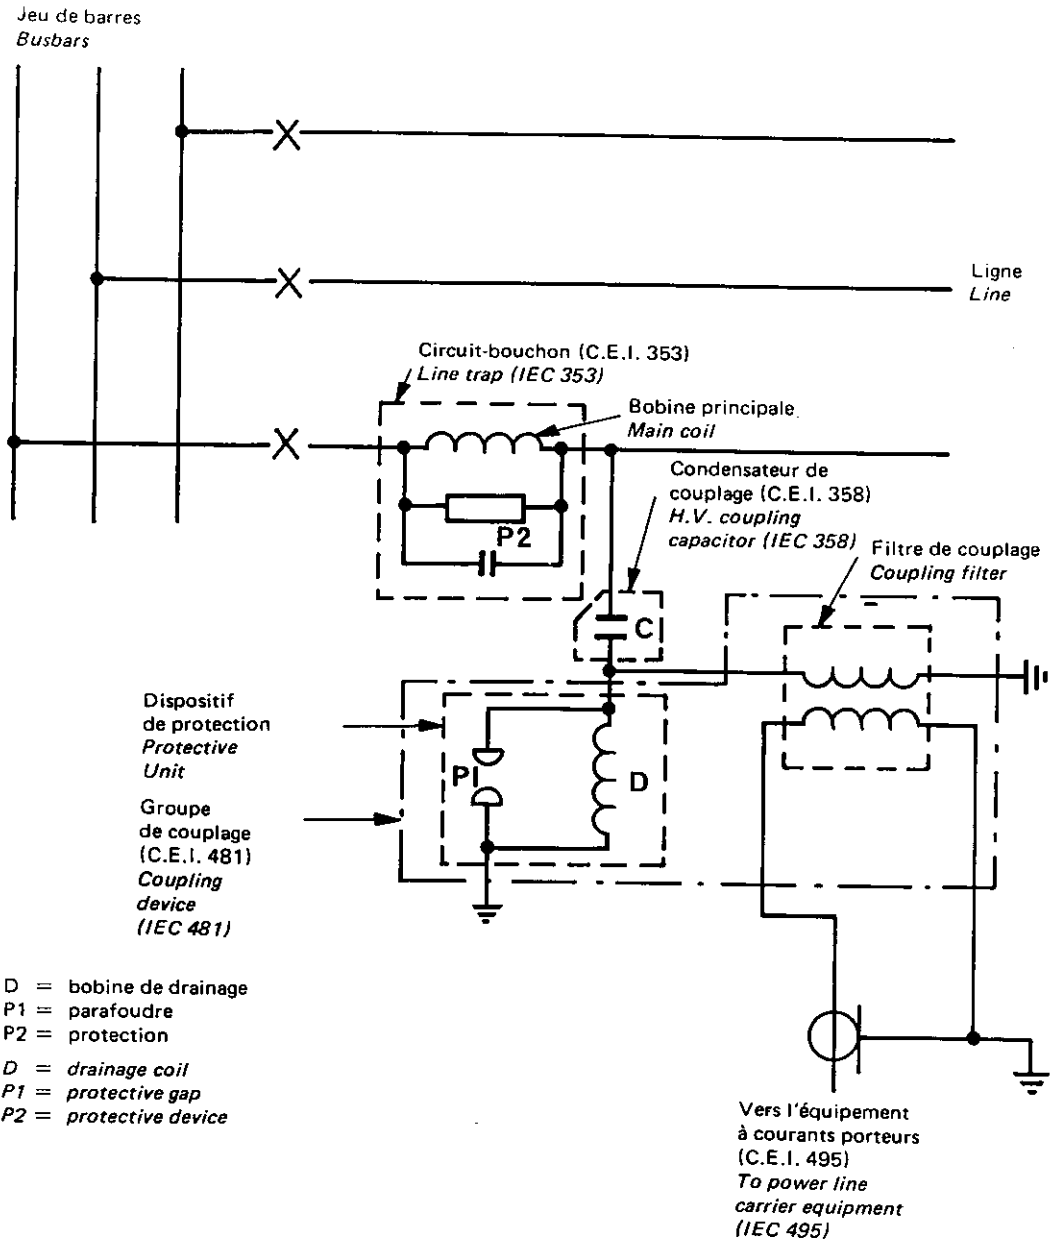 Jeu de barres
Busbars
Ligne
Line
Circuit-bouchon (C.E.I. 353)
Line trap (IEC 353)
Bobine principale
Main coil
Condensateur de
couplage (C.E.I. 358)
H.V. coupling
capacitor (IEC 358)
P2
Filtre de couplage
Coupling filter
C
Dispositif
de protection
Protective
Unit
P1
D
Groupe
de couplage
(C.E.I. 481)
Coupling
device
(IEC 481)
D = bobine de drainage
P1 = parafoudre
P2 = protection
D = drainage coil
P1 = protective gap
P2 = protective device
Vers l'équipement
à courants porteurs
(C.E.I. 495)
To power line
carrier equipment
(IEC 495)